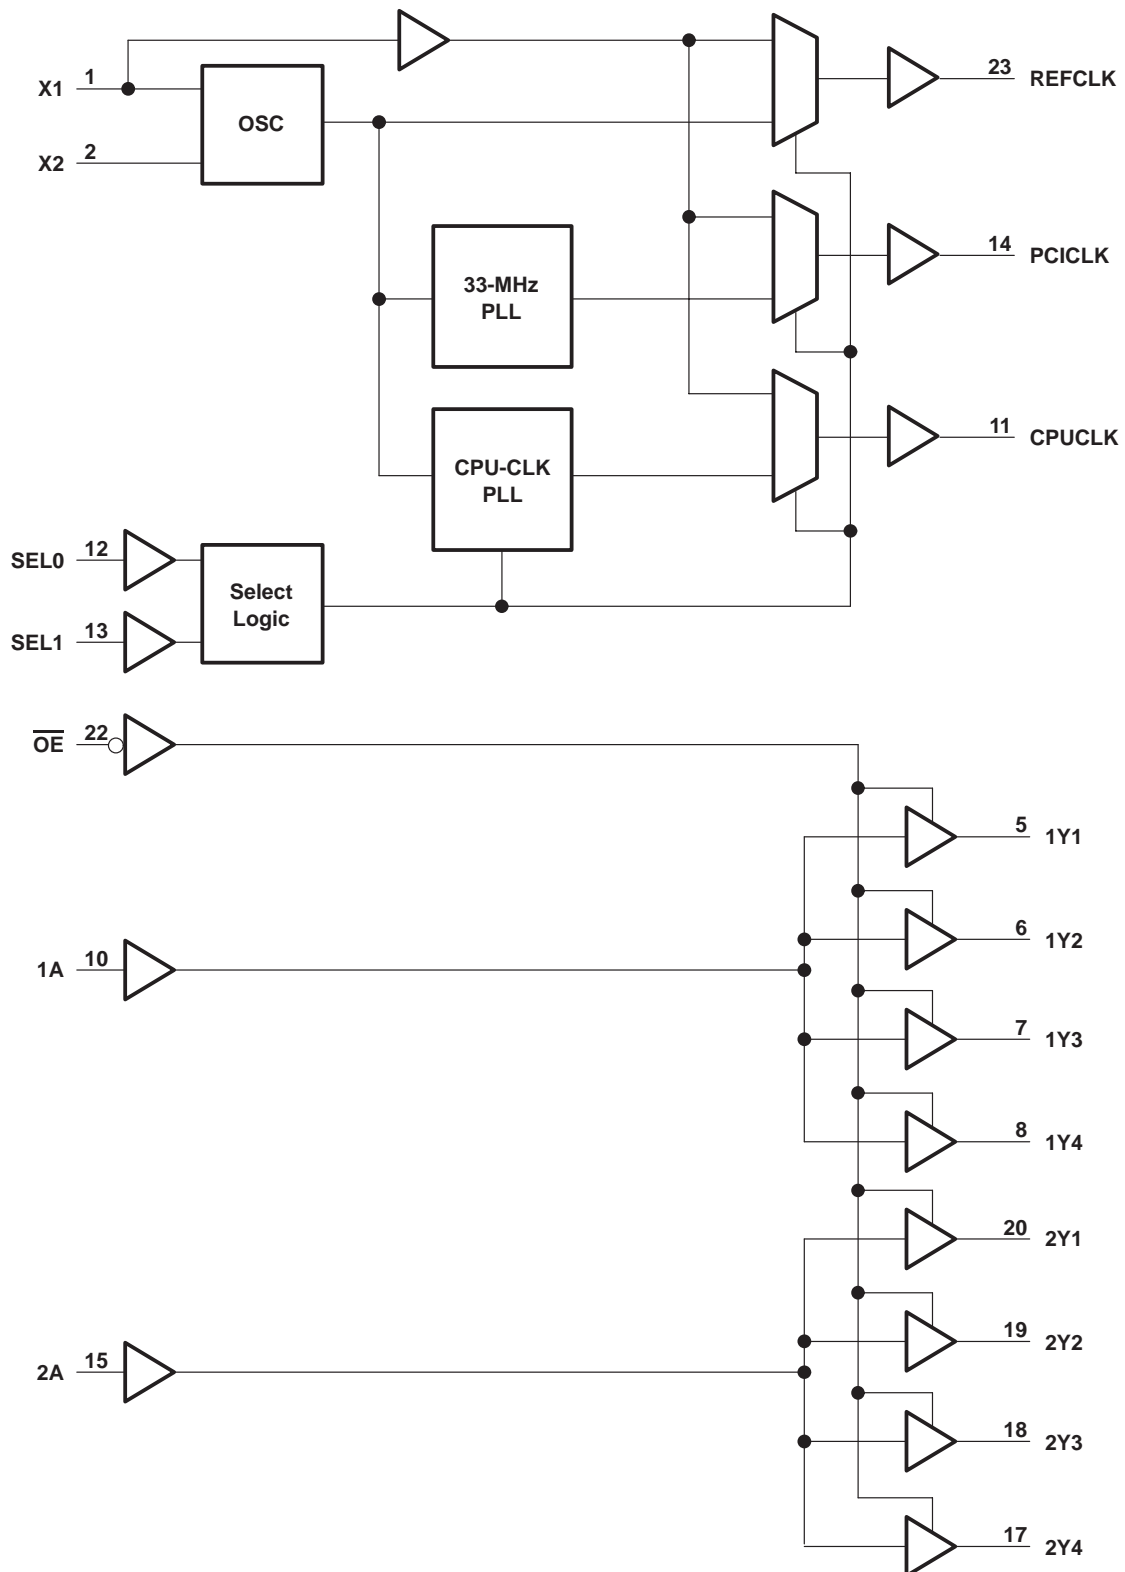 X1 1
OSC
X2 2
23 REFCLK
33-MHz
PLL
14 PCICLK
CPU-CLK
PLL
11 CPUCLK
SEL0 12
Select
Logic
SEL1 13
OE 22
5 1Y1
6 1Y2
1A 10
7 1Y3
8 1Y4
20 2Y1
19 2Y2
2A 15
18 2Y3
17 2Y4